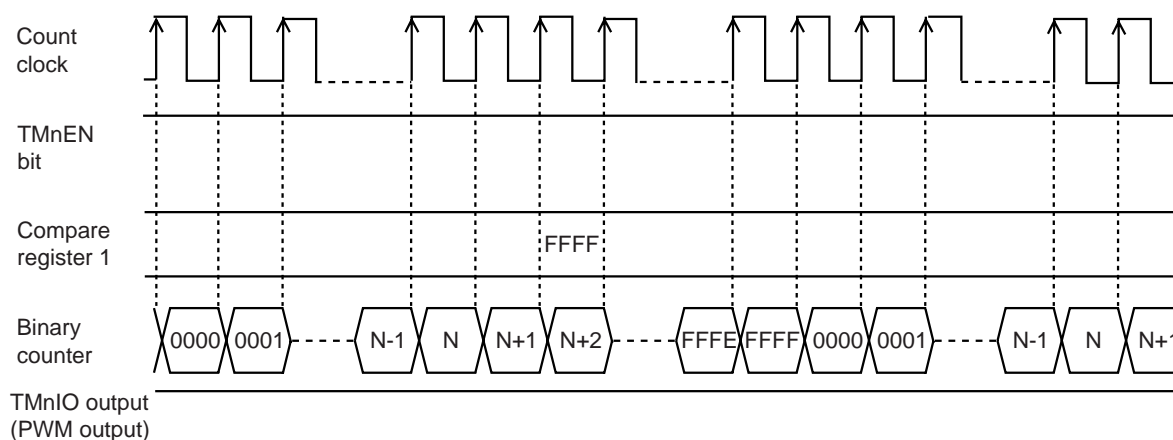 Count
clock
TMnEN
bit
Compare
register 1
FFFF
Binary
counter
0000 0001 N-1 N N+1 N+2 FFFE FFFF 0000 0001 N-1 N N+1
TMnIO output
(PWM output)